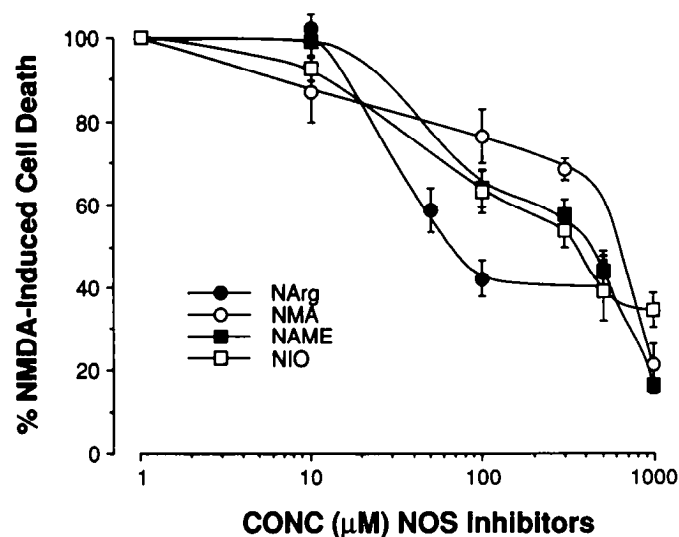 % NMDA-Induced Cell Death
100
80
60
40
20
0
NArg
NMA
NAME
NIO
1
10
100
1000
CONC (μM) NOS Inhibitors